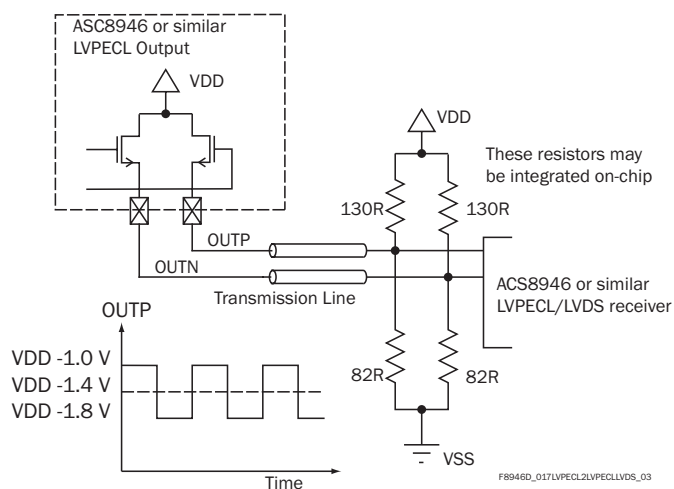 ASC8946 or similar
LVPECL Output
VDD
VDD
These resistors may
be integrated on-chip
130R
130R
OUTP
OUTN
Transmission Line
ACS8946 or similar
LVPECL/LVDS receiver
OUTP
VDD -1.0 V
VDD -1.4 V
VDD -1.8 V
82R
82R
VSS
Time
F8946D_017LVPECL2LVPECLLVDS_03